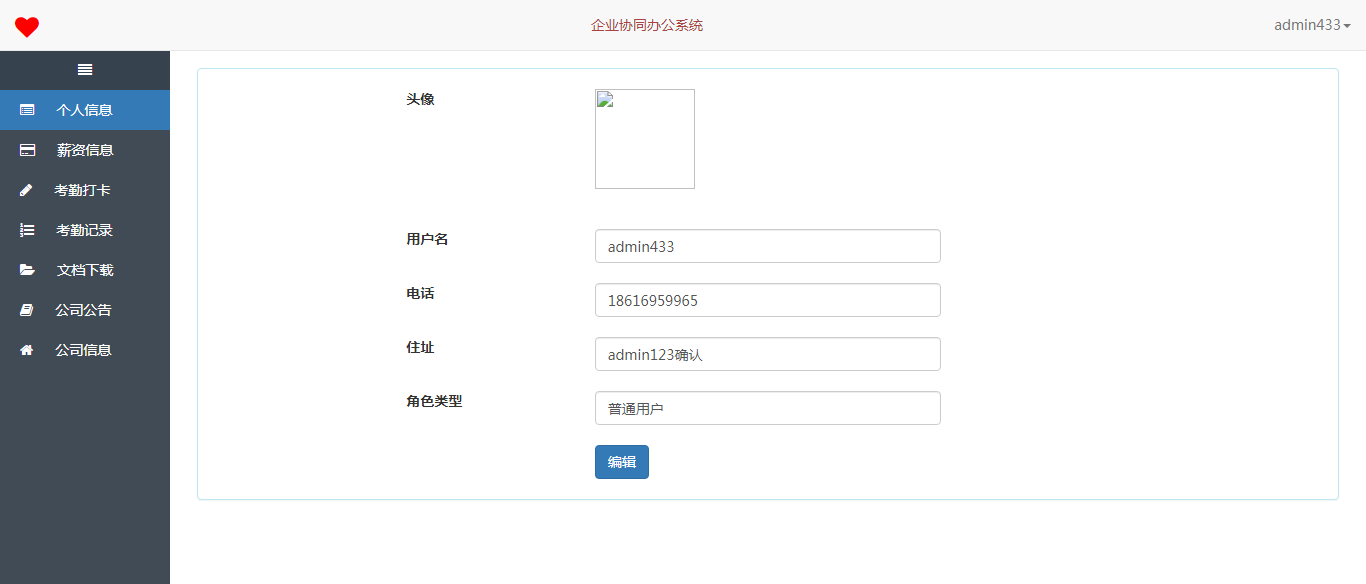 企业协同办公系统
admin433
个人信息
薪资信息
考勤打卡
考勤记录
文档下载
公司公告
公司信息
头像
用户名
admin433
电话
18616959965
住址
admin123确认
角色类型
普通用户
编辑